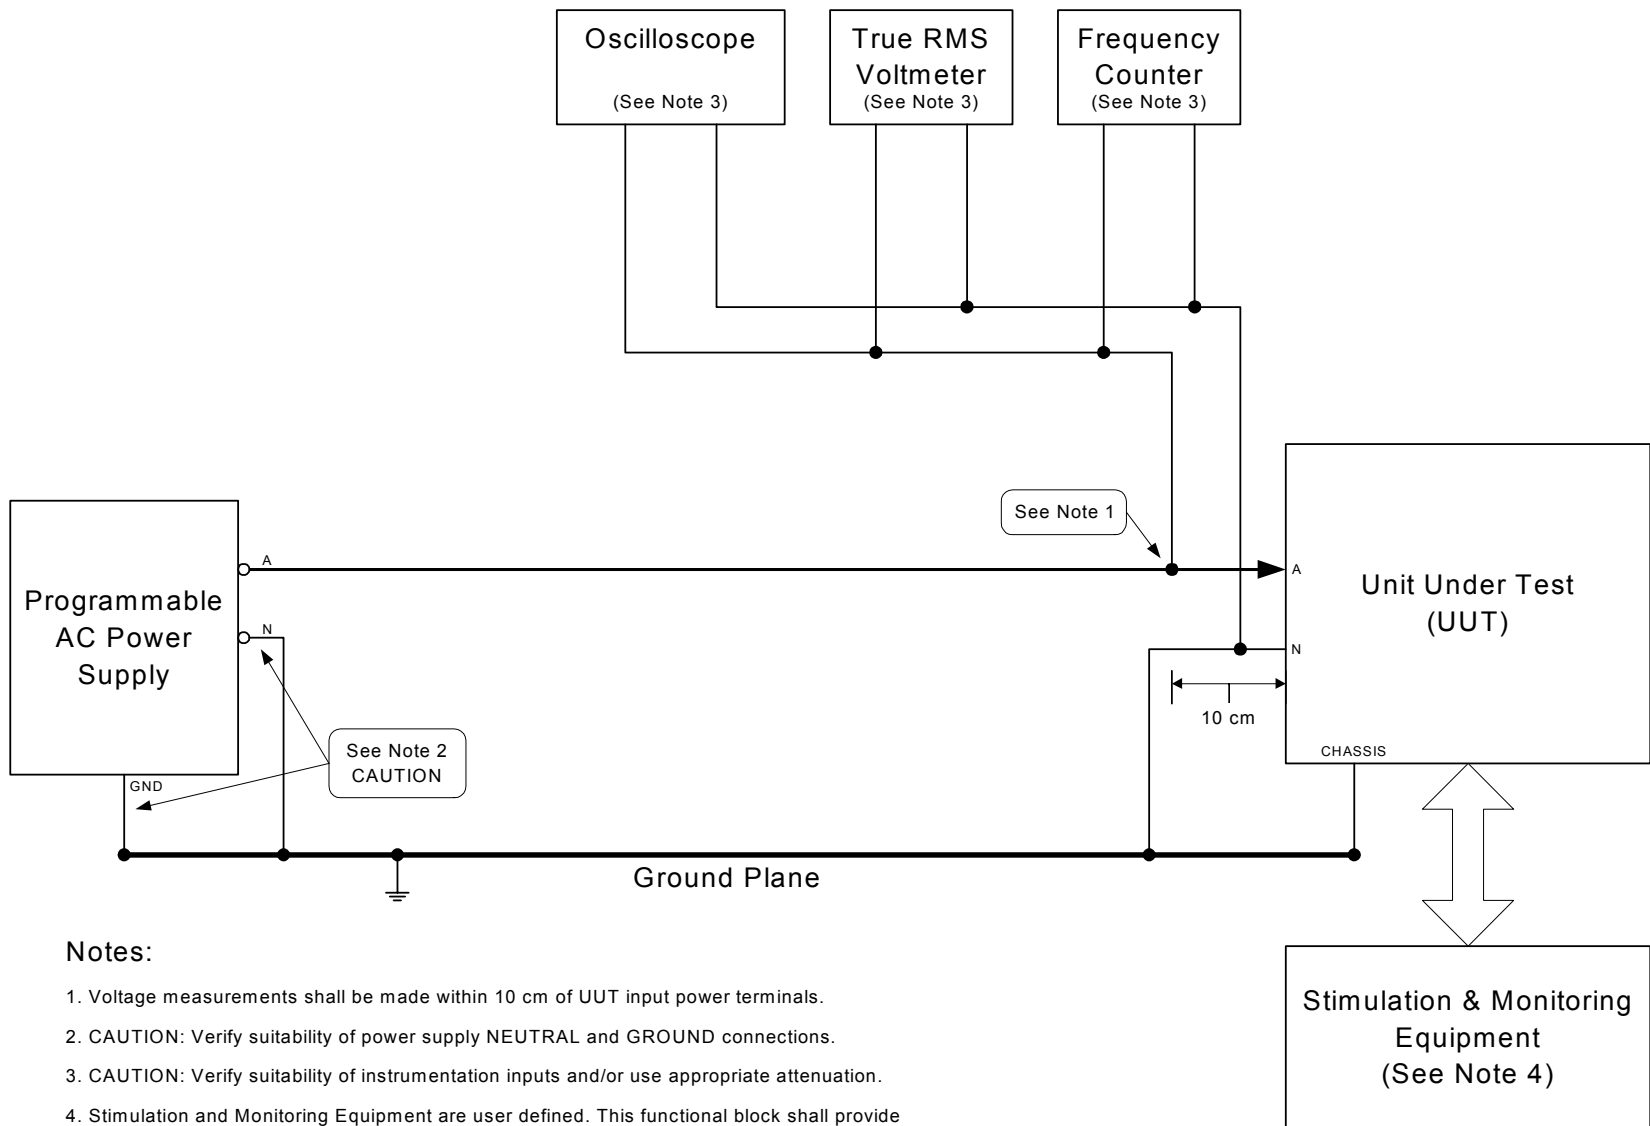 Oscilloscope
(See Note 3)
True RMS
Voltmeter
(See Note 3)
Frequency
Counter
(See Note 3)
See Note 1
A
A
Programmable
AC Power
Supply
N
Unit Under Test
(UUT)
N
10 cm
See Note 2
CAUTION
CHASSIS
GND
Ground Plane
Notes:
1. Voltage measurements shall be made within 10 cm of UUT input power terminals.
2. CAUTION: Verify suitability of power supply NEUTRAL and GROUND connections.
3. CAUTION: Verify suitability of instrumentation inputs and/or use appropriate attenuation.
4. Stimulation and Monitoring Equipment are user defined. This functional block shall provide
Stimulation & Monitoring
Equipment
(See Note 4)